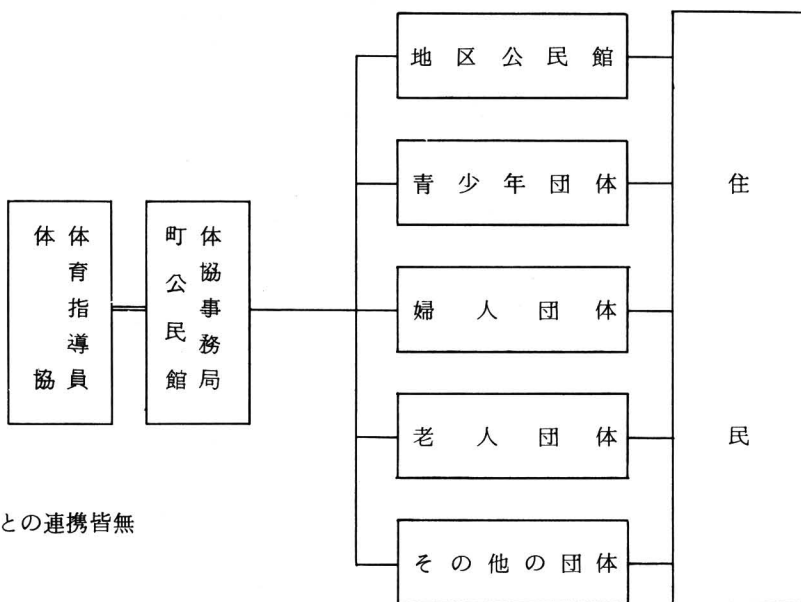 体育指導員
体協
体協事務局
町公民館
地区公民館
青少年団体
婦人団体
老人団体
その他の団体
住民
との連携皆無